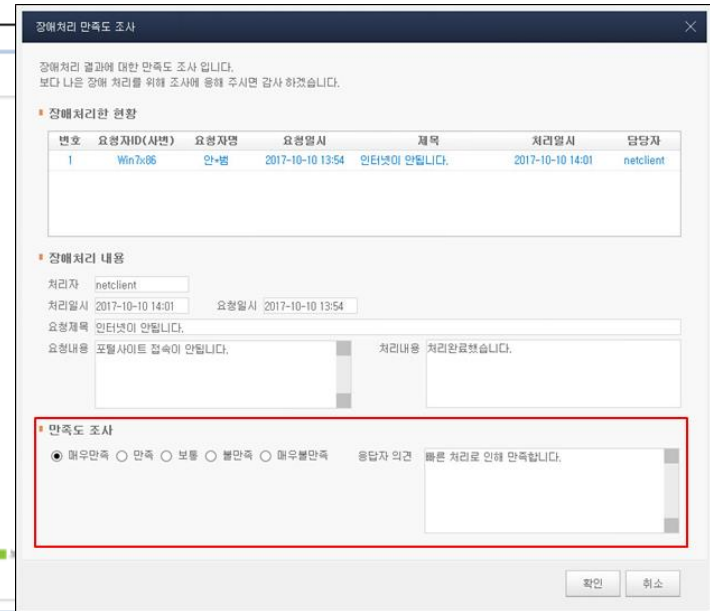 장애처리 만족도 조사
장애처리 결과에 대한 만족도 조사 입니다.
보다 나은 장애 처리를 위해 조사에 응해 주시면 감사 하겠습니다.
장애처리한 현황
번호 요청자ID(사번) 요청자명 요청일시 제목 처리일시 담당자
1 Win7x86 안*범 2017-10-10 13:54 인터넷이 안됩니다. 2017-10-10 14:01 netclient
장애처리 내용
처리자 netclient
처리일시 2017-10-10 14:01 요청일시 2017-10-10 13:54
요청제목 인터넷이 안됩니다.
요청내용 포털사이트 접속이 안됩니다. 처리내용 처리완료했습니다.
만족도 조사
매우만족 만족 보통 불만족 매우불만족 응답자 의견 빠른 처리로 인해 만족합니다.
확인 취소